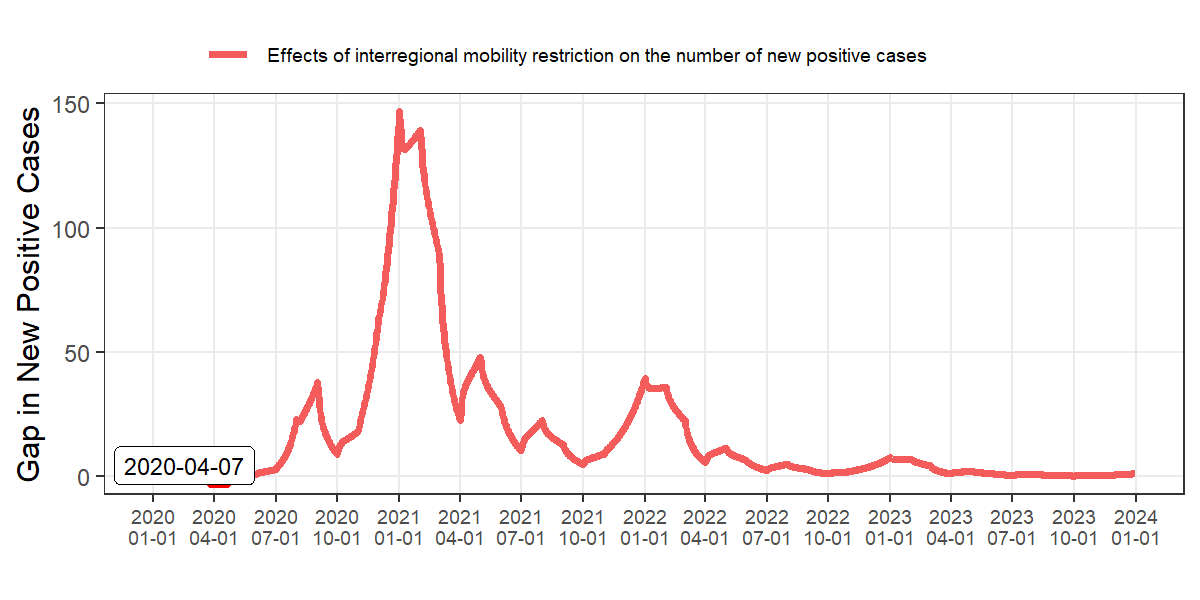 Effects of interregional mobility restriction on the number of new positive cases
Gap in New Positive Cases
150
100
50
0
2020-04-07
2020 2020 2020 2020 2021 2021 2021 2021 2022 2022 2022 2022 2023 2023 2023 2023 2024
01-01 04-01 07-01 10-01 01-01 04-01 07-01 10-01 01-01 04-01 07-01 10-01 01-01 04-01 07-01 10-01 01-01